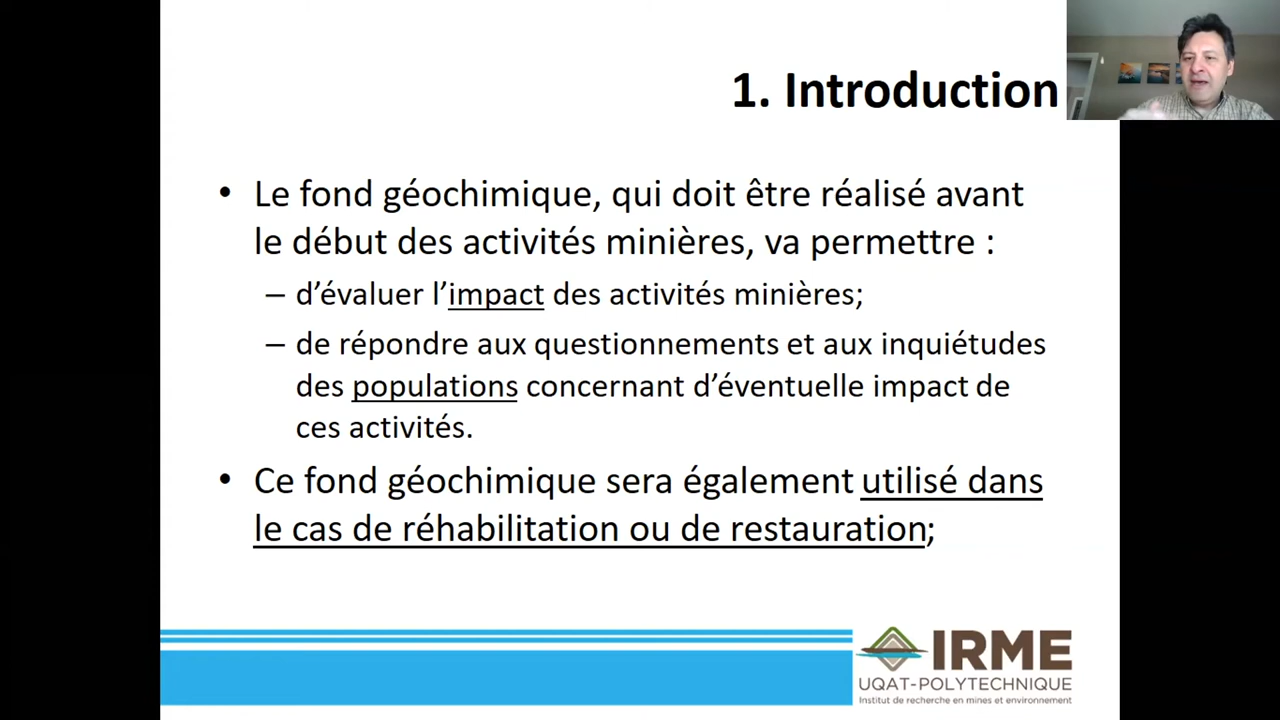 1. Introduction
• Le fond géochimique, qui doit être réalisé avant
le début des activités minières, va permettre :
– d’évaluer l’impact des activités minières;
– de répondre aux questionnements et aux inquiétudes
des populations concernant d’éventuelle impact de
ces activités.
• Ce fond géochimique sera également utilisé dans
le cas de réhabilitation ou de restauration;
IRME
UQAT-POLYTECHNIQUE
Institut de recherche en mines et environnement